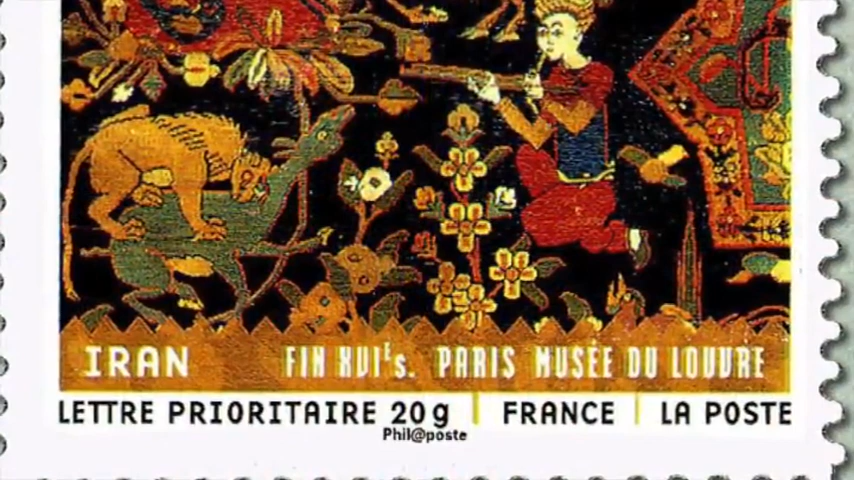 IRAN FIN XVIᵉ s. PARIS MUSÉE DU LOUVRE
LETTRE PRIORITAIRE 20g FRANCE LA POSTE
Phil@poste